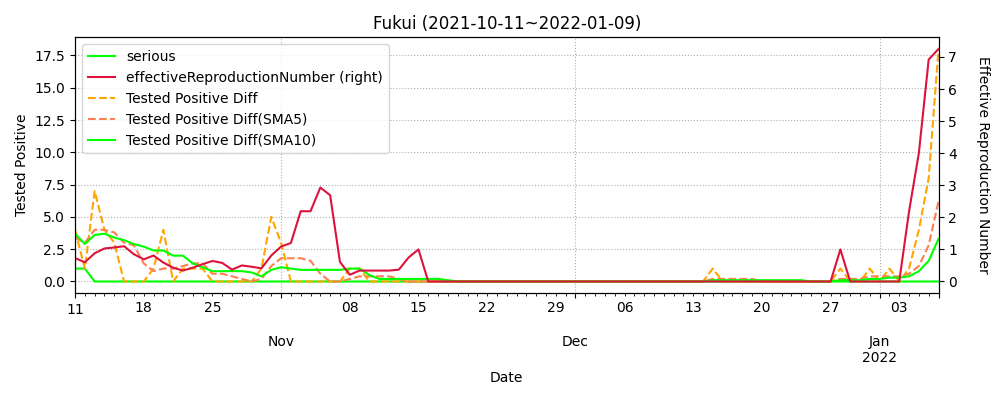 Fukui (2021-10-11~2022-01-09)
serious
effectiveReproductionNumber (right)
Tested Positive Diff
Tested Positive Diff(SMA5)
Tested Positive Diff(SMA10)
Tested Positive
17.5
15.0
12.5
10.0
7.5
5.0
2.5
0.0
Effective Reproduction Number
7
6
5
4
3
2
1
0
11 18 25 08 15 22 29 06 13 20 27 03
Nov Dec Jan
2022
Date